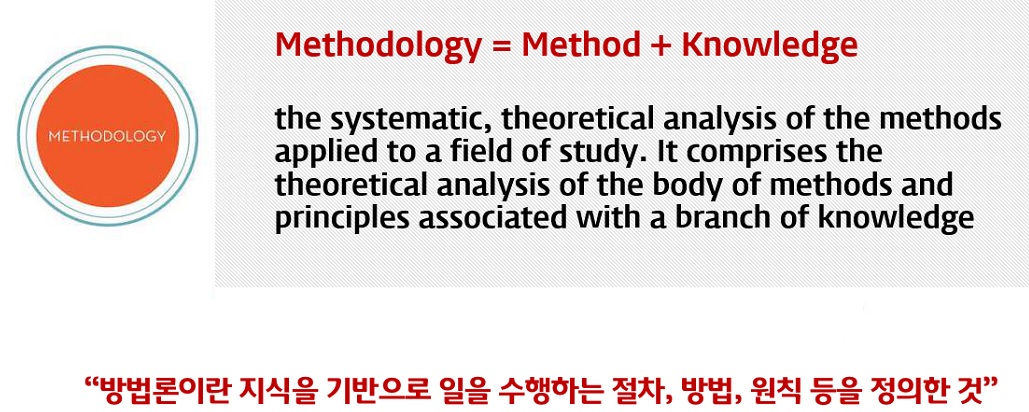 METHODOLOGY
Methodology = Method + Knowledge
the systematic, theoretical analysis of the methods
applied to a field of study. It comprises the
theoretical analysis of the body of methods and
principles associated with a branch of knowledge
“방법론이란 지식을 기반으로 일을 수행하는 절차, 방법, 원칙 등을 정의한 것”